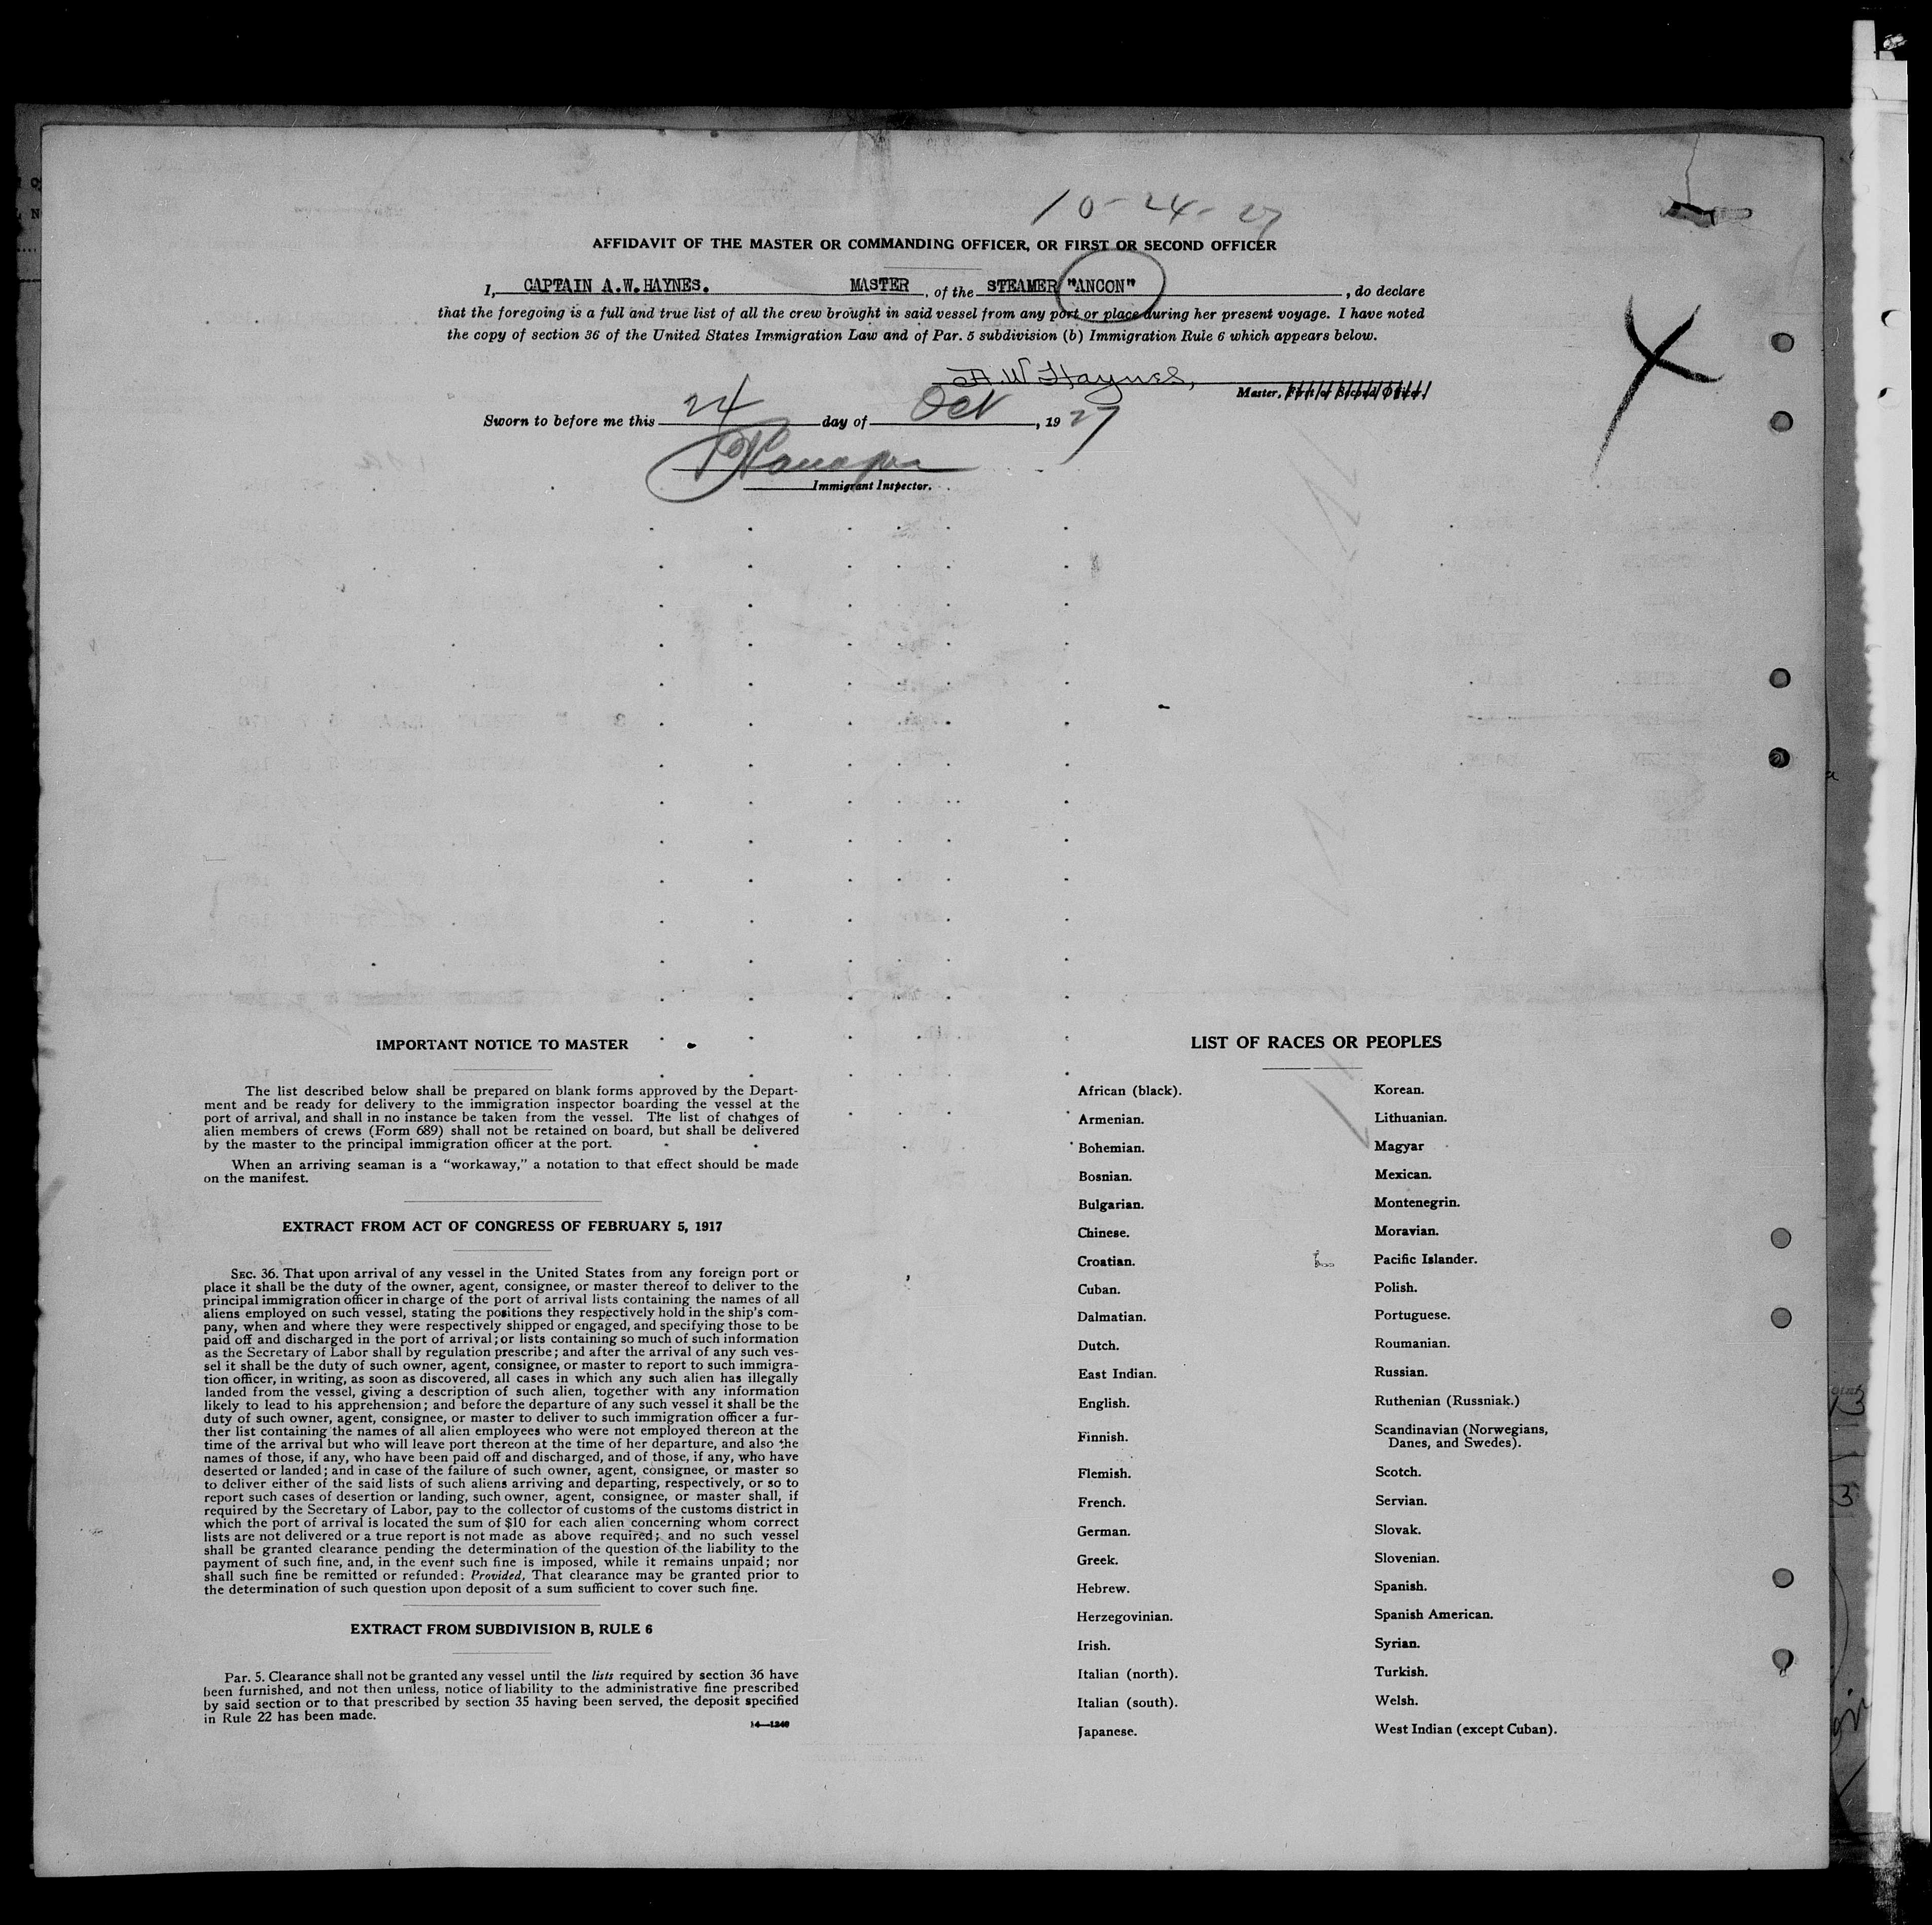 10-24-27
AFFIDAVIT OF THE MASTER OR COMMANDING OFFICER, OR FIRST OR SECOND OFFICER
I, CAPTAIN A.W.HAYNES. MASTER, of the STEAMER "ANCON", do declare
that the foregoing is a full and true list of all the crew brought in said vessel from any port or place during her present voyage. I have noted
the copy of section 36 of the United States Immigration Law and of Par. 5 subdivision (b) Immigration Rule 6 which appears below.
A.W Haynes,
Master, First or Second Officer.
Sworn to before me this 24 day of Oct, 1927
Immigrant Inspector.
IMPORTANT NOTICE TO MASTER
The list described below shall be prepared on blank forms approved by the Depart-
ment and be ready for delivery to the immigration inspector boarding the vessel at the
port of arrival, and shall in no instance be taken from the vessel. The list of changes of
alien members of crews (Form 689) shall not be retained on board, but shall be delivered
by the master to the principal immigration officer at the port.
When an arriving seaman is a "workaway," a notation to that effect should be made
on the manifest.
EXTRACT FROM ACT OF CONGRESS OF FEBRUARY 5, 1917
SEC. 36. That upon arrival of any vessel in the United States from any foreign port or
place it shall be the duty of the owner, agent, consignee, or master thereof to deliver to the
principal immigration officer in charge of the port of arrival lists containing the names of all
aliens employed on such vessel, stating the positions they respectively hold in the ship's com-
pany, when and where they were respectively shipped or engaged, and specifying those to be
paid off and discharged in the port of arrival; or lists containing so much of such information
as the Secretary of Labor shall by regulation prescribe; and after the arrival of any such ves-
sel it shall be the duty of such owner, agent, consignee, or master to report to such immigra-
tion officer, in writing, as soon as discovered, all cases in which any such alien has illegally
landed from the vessel, giving a description of such alien, together with any information
likely to lead to his apprehension; and before the departure of any such vessel it shall be the
duty of such owner, agent, consignee, or master to deliver to such immigration officer a fur-
ther list containing the names of all alien employees who were not employed thereon at the
time of the arrival but who will leave port thereon at the time of her departure, and also the
names of those, if any, who have been paid off and discharged, and of those, if any, who have
deserted or landed; and in case of the failure of such owner, agent, consignee, or master so
to deliver either of the said lists of such aliens arriving and departing, respectively, or so to
report such cases of desertion or landing, such owner, agent, consignee, or master shall, if
required by the Secretary of Labor, pay to the collector of customs of the customs district in
which the port of arrival is located the sum of $10 for each alien concerning whom correct
lists are not delivered or a true report is not made as above required; and no such vessel
shall be granted clearance pending the determination of the question of the liability to the
payment of such fine, and, in the event such fine is imposed, while it remains unpaid; nor
shall such fine be remitted or refunded: Provided, That clearance may be granted prior to
the determination of such question upon deposit of a sum sufficient to cover such fine.
EXTRACT FROM SUBDIVISION B, RULE 6
Par. 5. Clearance shall not be granted any vessel until the lists required by section 36 have
been furnished, and not then unless, notice of liability to the administrative fine prescribed
by said section or to that prescribed by section 35 having been served, the deposit specified
in Rule 22 has been made.
14—1240
LIST OF RACES OR PEOPLES
African (black).
Armenian.
Bohemian.
Bosnian.
Bulgarian.
Chinese.
Croatian.
Cuban.
Dalmatian.
Dutch.
East Indian.
English.
Finnish.
Flemish.
French.
German.
Greek.
Hebrew.
Herzegovinian.
Irish.
Italian (north).
Italian (south).
Japanese.
Korean.
Lithuanian.
Magyar
Mexican.
Montenegrin.
Moravian.
Pacific Islander.
Polish.
Portuguese.
Roumanian.
Russian.
Ruthenian (Russniak.)
Scandinavian (Norwegians,
Danes, and Swedes).
Scotch.
Servian.
Slovak.
Slovenian.
Spanish.
Spanish American.
Syrian.
Turkish.
Welsh.
West Indian (except Cuban).